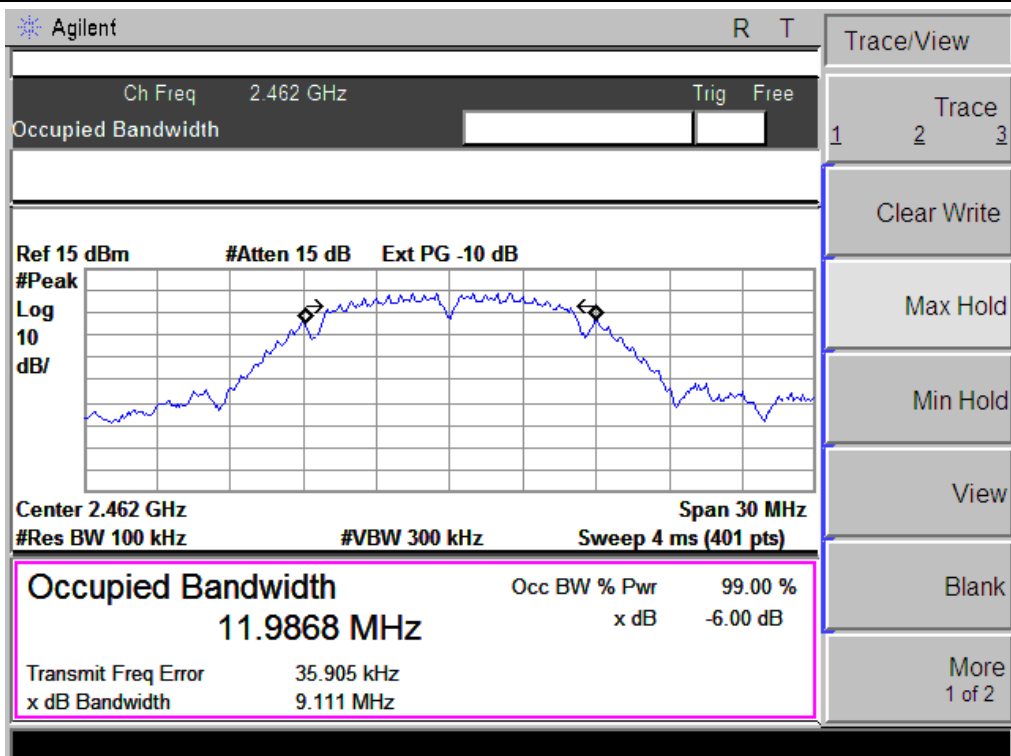 Agilent R T
Ch Freq 2.462 GHz Trig Free
Occupied Bandwidth
Ref 15 dBm #Atten 15 dB Ext PG -10 dB
#Peak
Log
10
dB/
Center 2.462 GHz Span 30 MHz
#Res BW 100 kHz #VBW 300 kHz Sweep 4 ms (401 pts)
Occupied Bandwidth Occ BW % Pwr 99.00 %
11.9868 MHz x dB -6.00 dB
Transmit Freq Error 35.905 kHz
x dB Bandwidth 9.111 MHz
Trace/View
Trace
1 2 3
Clear Write
Max Hold
Min Hold
View
Blank
More
1 of 2